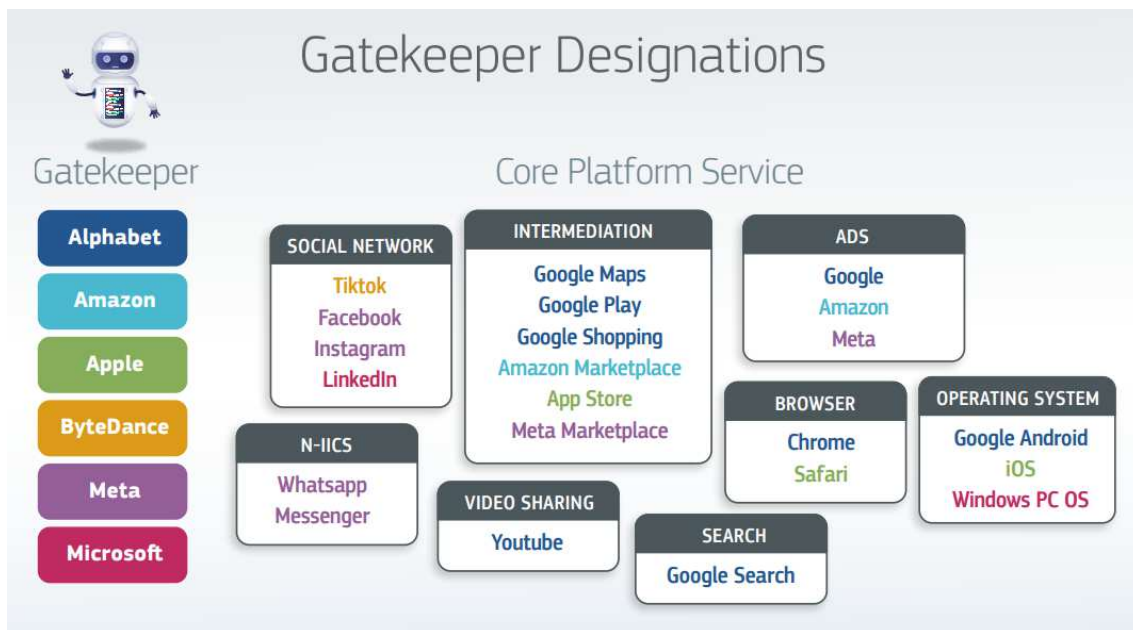 Gatekeeper Designations
Gatekeeper
Core Platform Service
Alphabet
Amazon
Apple
ByteDance
Meta
Microsoft
SOCIAL NETWORK
Tiktok
Facebook
Instagram
LinkedIn
INTERMEDIATION
Google Maps
Google Play
Google Shopping
Amazon Marketplace
App Store
Meta Marketplace
ADS
Google
Amazon
Meta
N-IICS
Whatsapp
Messenger
VIDEO SHARING
Youtube
BROWSER
Chrome
Safari
OPERATING SYSTEM
Google Android
iOS
Windows PC OS
SEARCH
Google Search